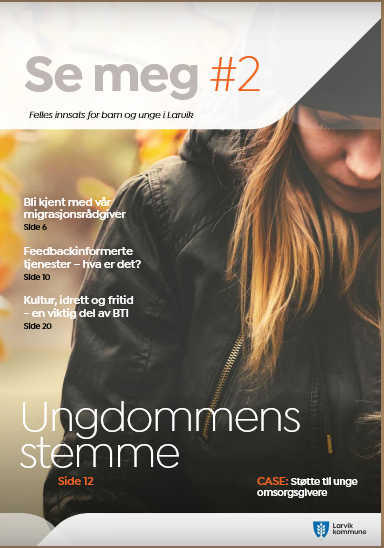 Se meg #2
Felles innsats for barn og unge i Larvik
Bli kjent med vår
migrasjonsrådgiver
Side 6
Feedbackinformerte
tjenester – hva er det?
Side 10
Kultur, idrett og fritid
– en viktig del av BTI
Side 20
Ungdommens
stemme
Side 12
CASE: Støtte til unge
omsorgsgivere
Larvik
kommune